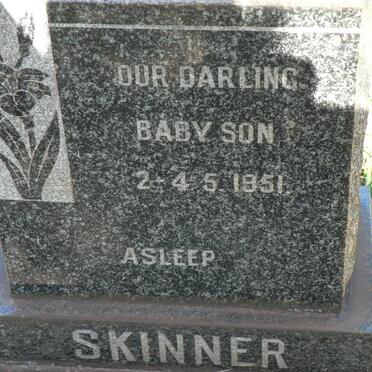 OUR DARLING
BABY SON
2-4-5.1951.
ASLEEP
SKINNER